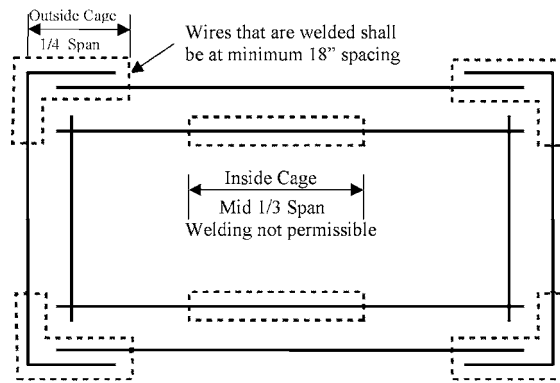 Outside Cage
1/4 Span
Wires that are welded shall
be at minimum 18" spacing
Inside Cage
Mid 1/3 Span
Welding not permissible